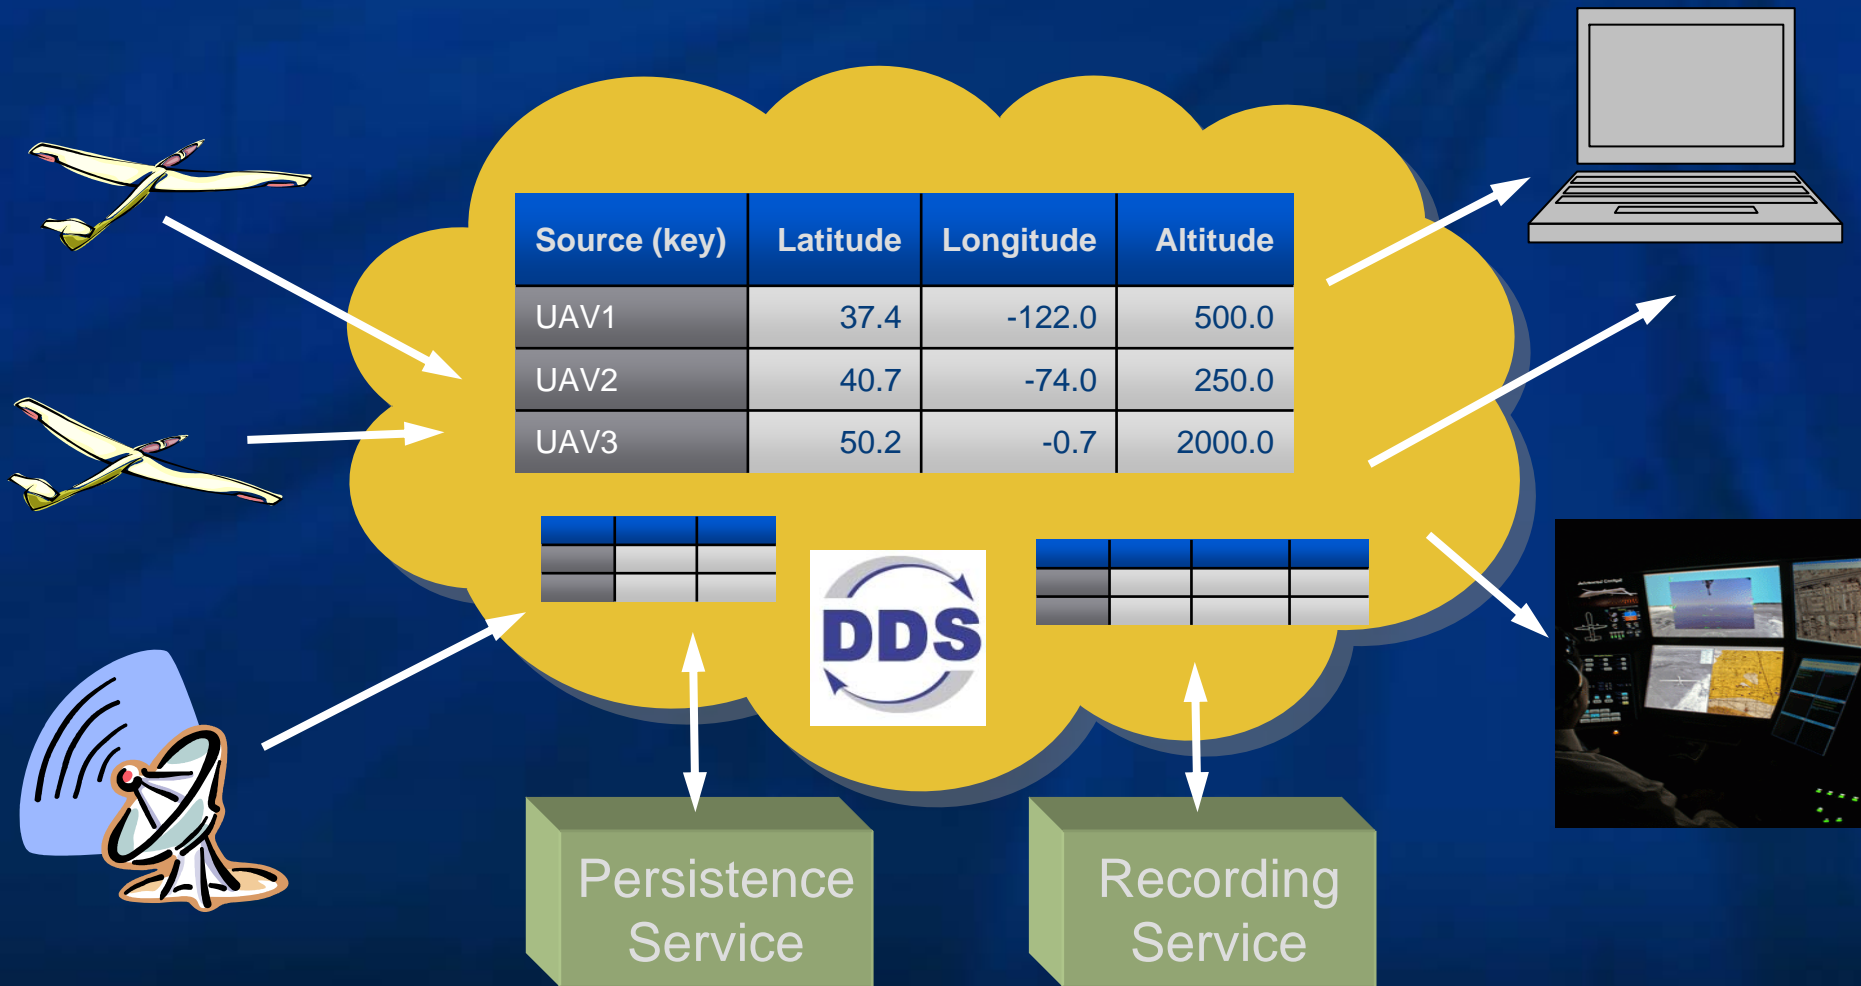 Source (key) Latitude Longitude Altitude
UAV1 37.4 -122.0 500.0
UAV2 40.7 -74.0 250.0
UAV3 50.2 -0.7 2000.0
DDS
Persistence
Service
Recording
Service